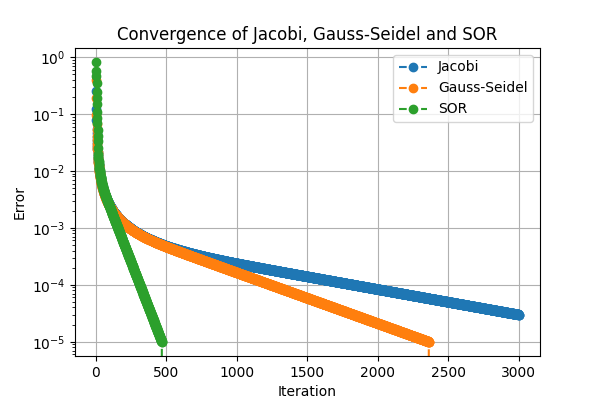 Convergence of Jacobi, Gauss-Seidel and SOR
Jacobi
Gauss-Seidel
SOR
Error
10⁰
10⁻¹
10⁻²
10⁻³
10⁻⁴
10⁻⁵
0 500 1000 1500 2000 2500 3000
Iteration